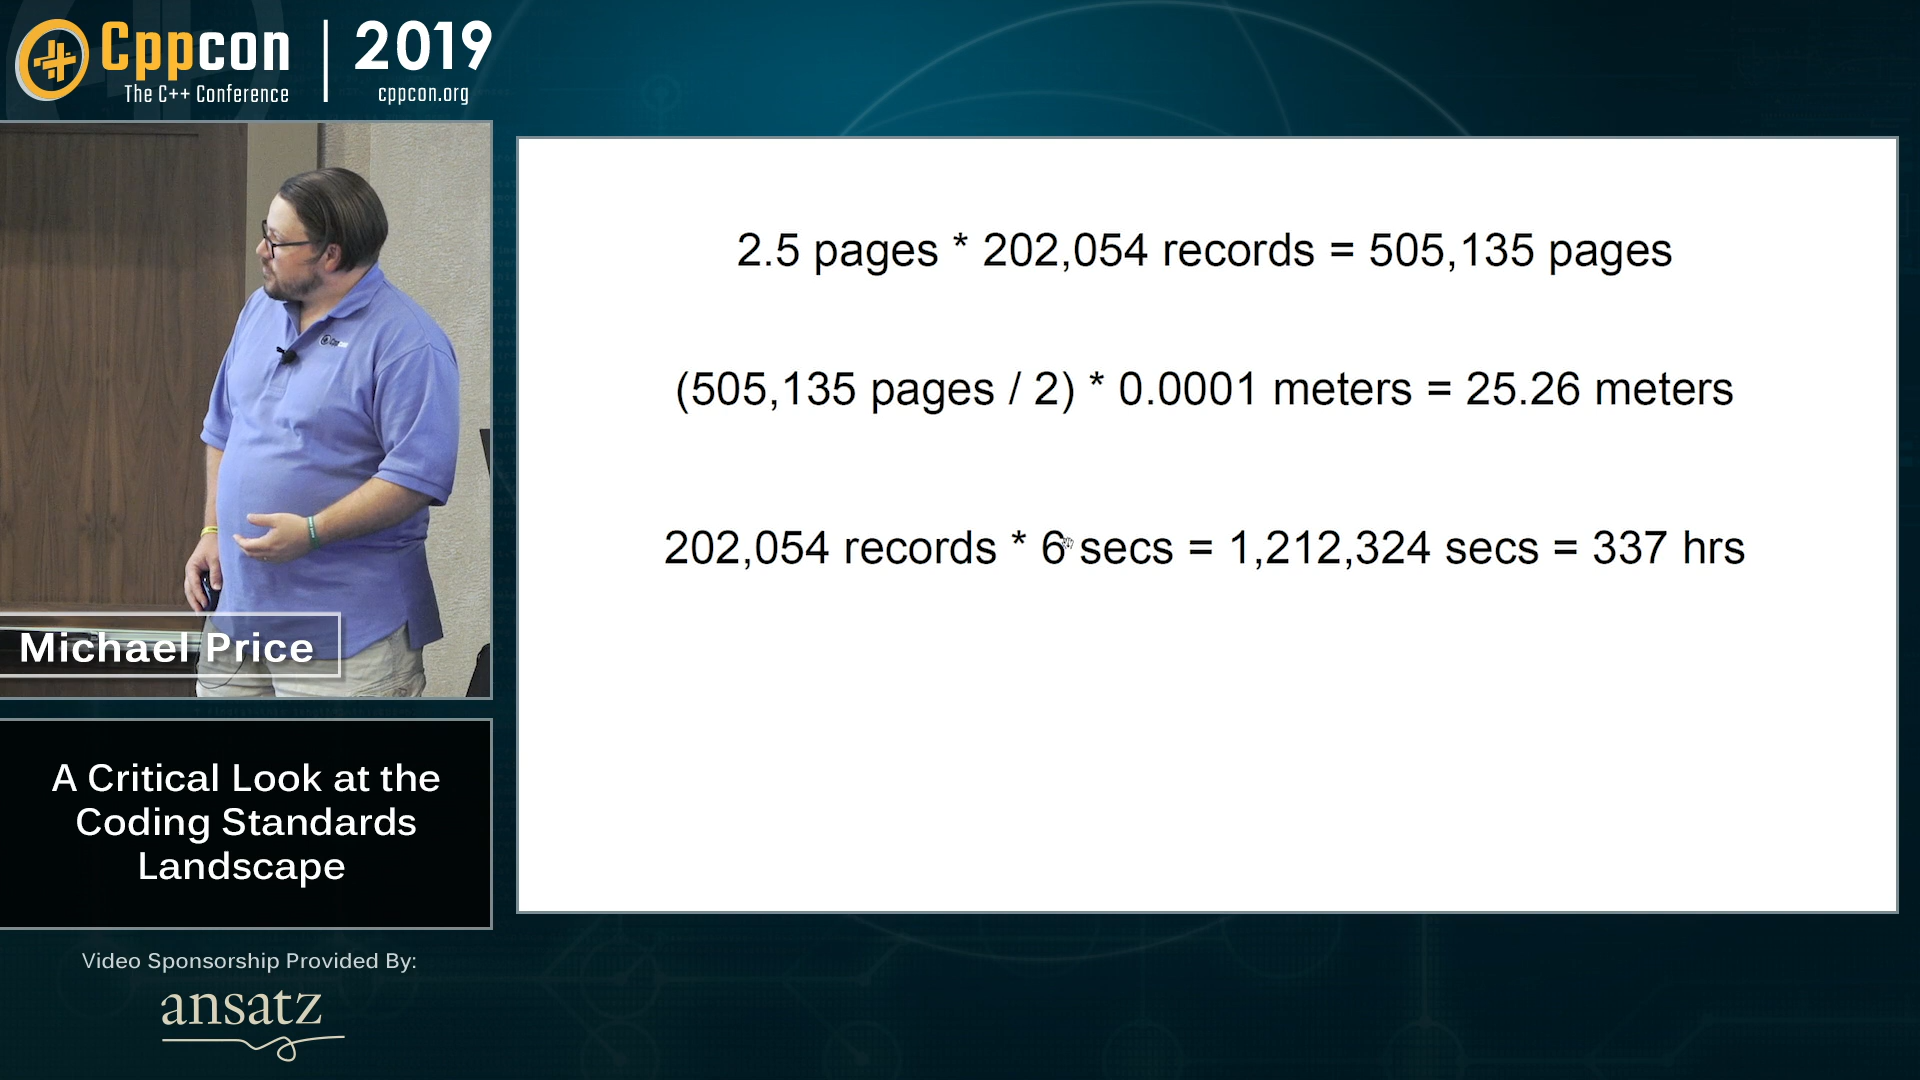 Cppcon
The C++ Conference
2019
cppcon.org
2.5 pages * 202,054 records = 505,135 pages
(505,135 pages / 2) * 0.0001 meters = 25.26 meters
202,054 records * 6 secs = 1,212,324 secs = 337 hrs
Michael Price
A Critical Look at the
Coding Standards
Landscape
Video Sponsorship Provided By:
ansatz